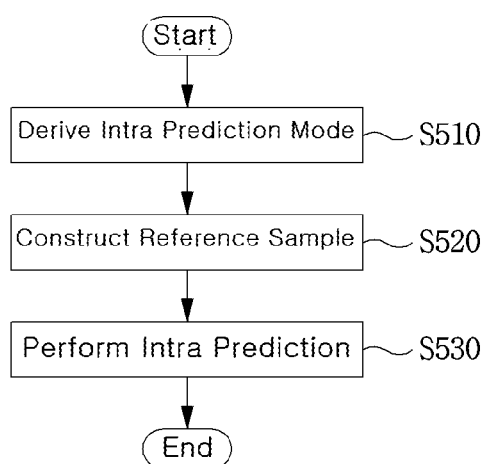 Start
Derive Intra Prediction Mode
S510
Construct Reference Sample
S520
Perform Intra Prediction
S530
End